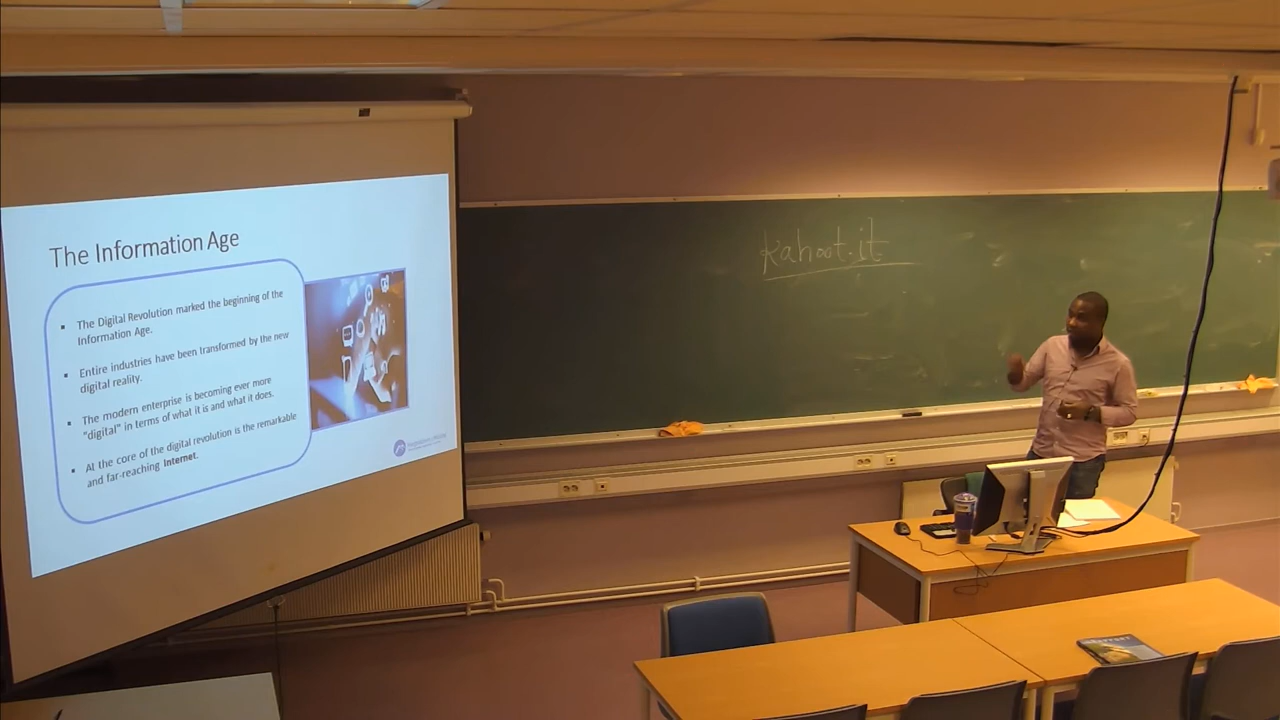 The Information Age
▪ The Digital Revolution marked the beginning of the
Information Age.
▪ Entire industries have been transformed by the new
digital reality.
▪ The modern enterprise is becoming ever more
"digital" in terms of what it is and what it does.
▪ At the core of the digital revolution is the remarkable
and far-reaching Internet.
kahoot.it